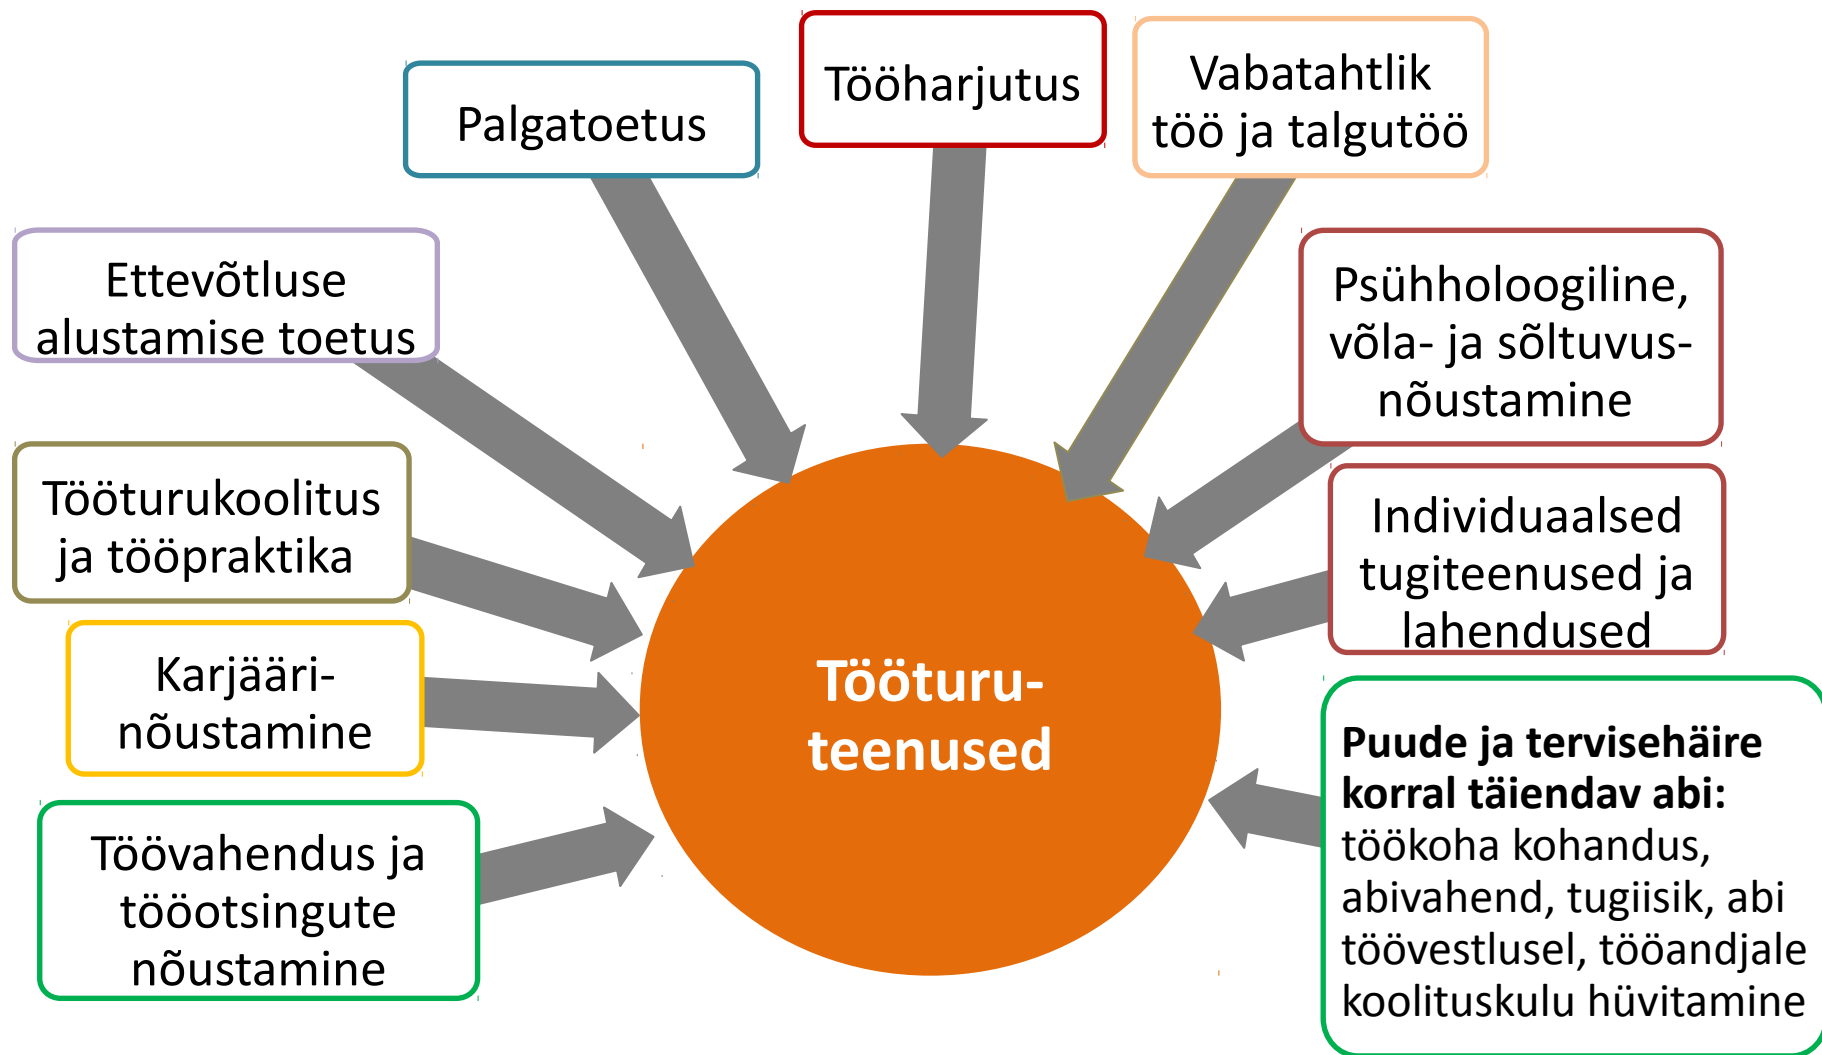 Palgatoetus
Tööharjutus
Vabatahtlik
töö ja talgutöö
Ettevõtluse
alustamise toetus
Psühholoogiline,
võla- ja sõltuvus-
nõustamine
Tööturukoolitus
ja tööpraktika
Individuaalsed
tugiteenused ja
lahendused
Karjääri-
nõustamine
Tööturu-
teenused
Puude ja tervisehäire
korral täiendav abi:
töökoha kohandus,
abivahend, tugiisik, abi
töövestlusel, tööandjale
koolituskulu hüvitamine
Töövahendus ja
tööotsingute
nõustamine